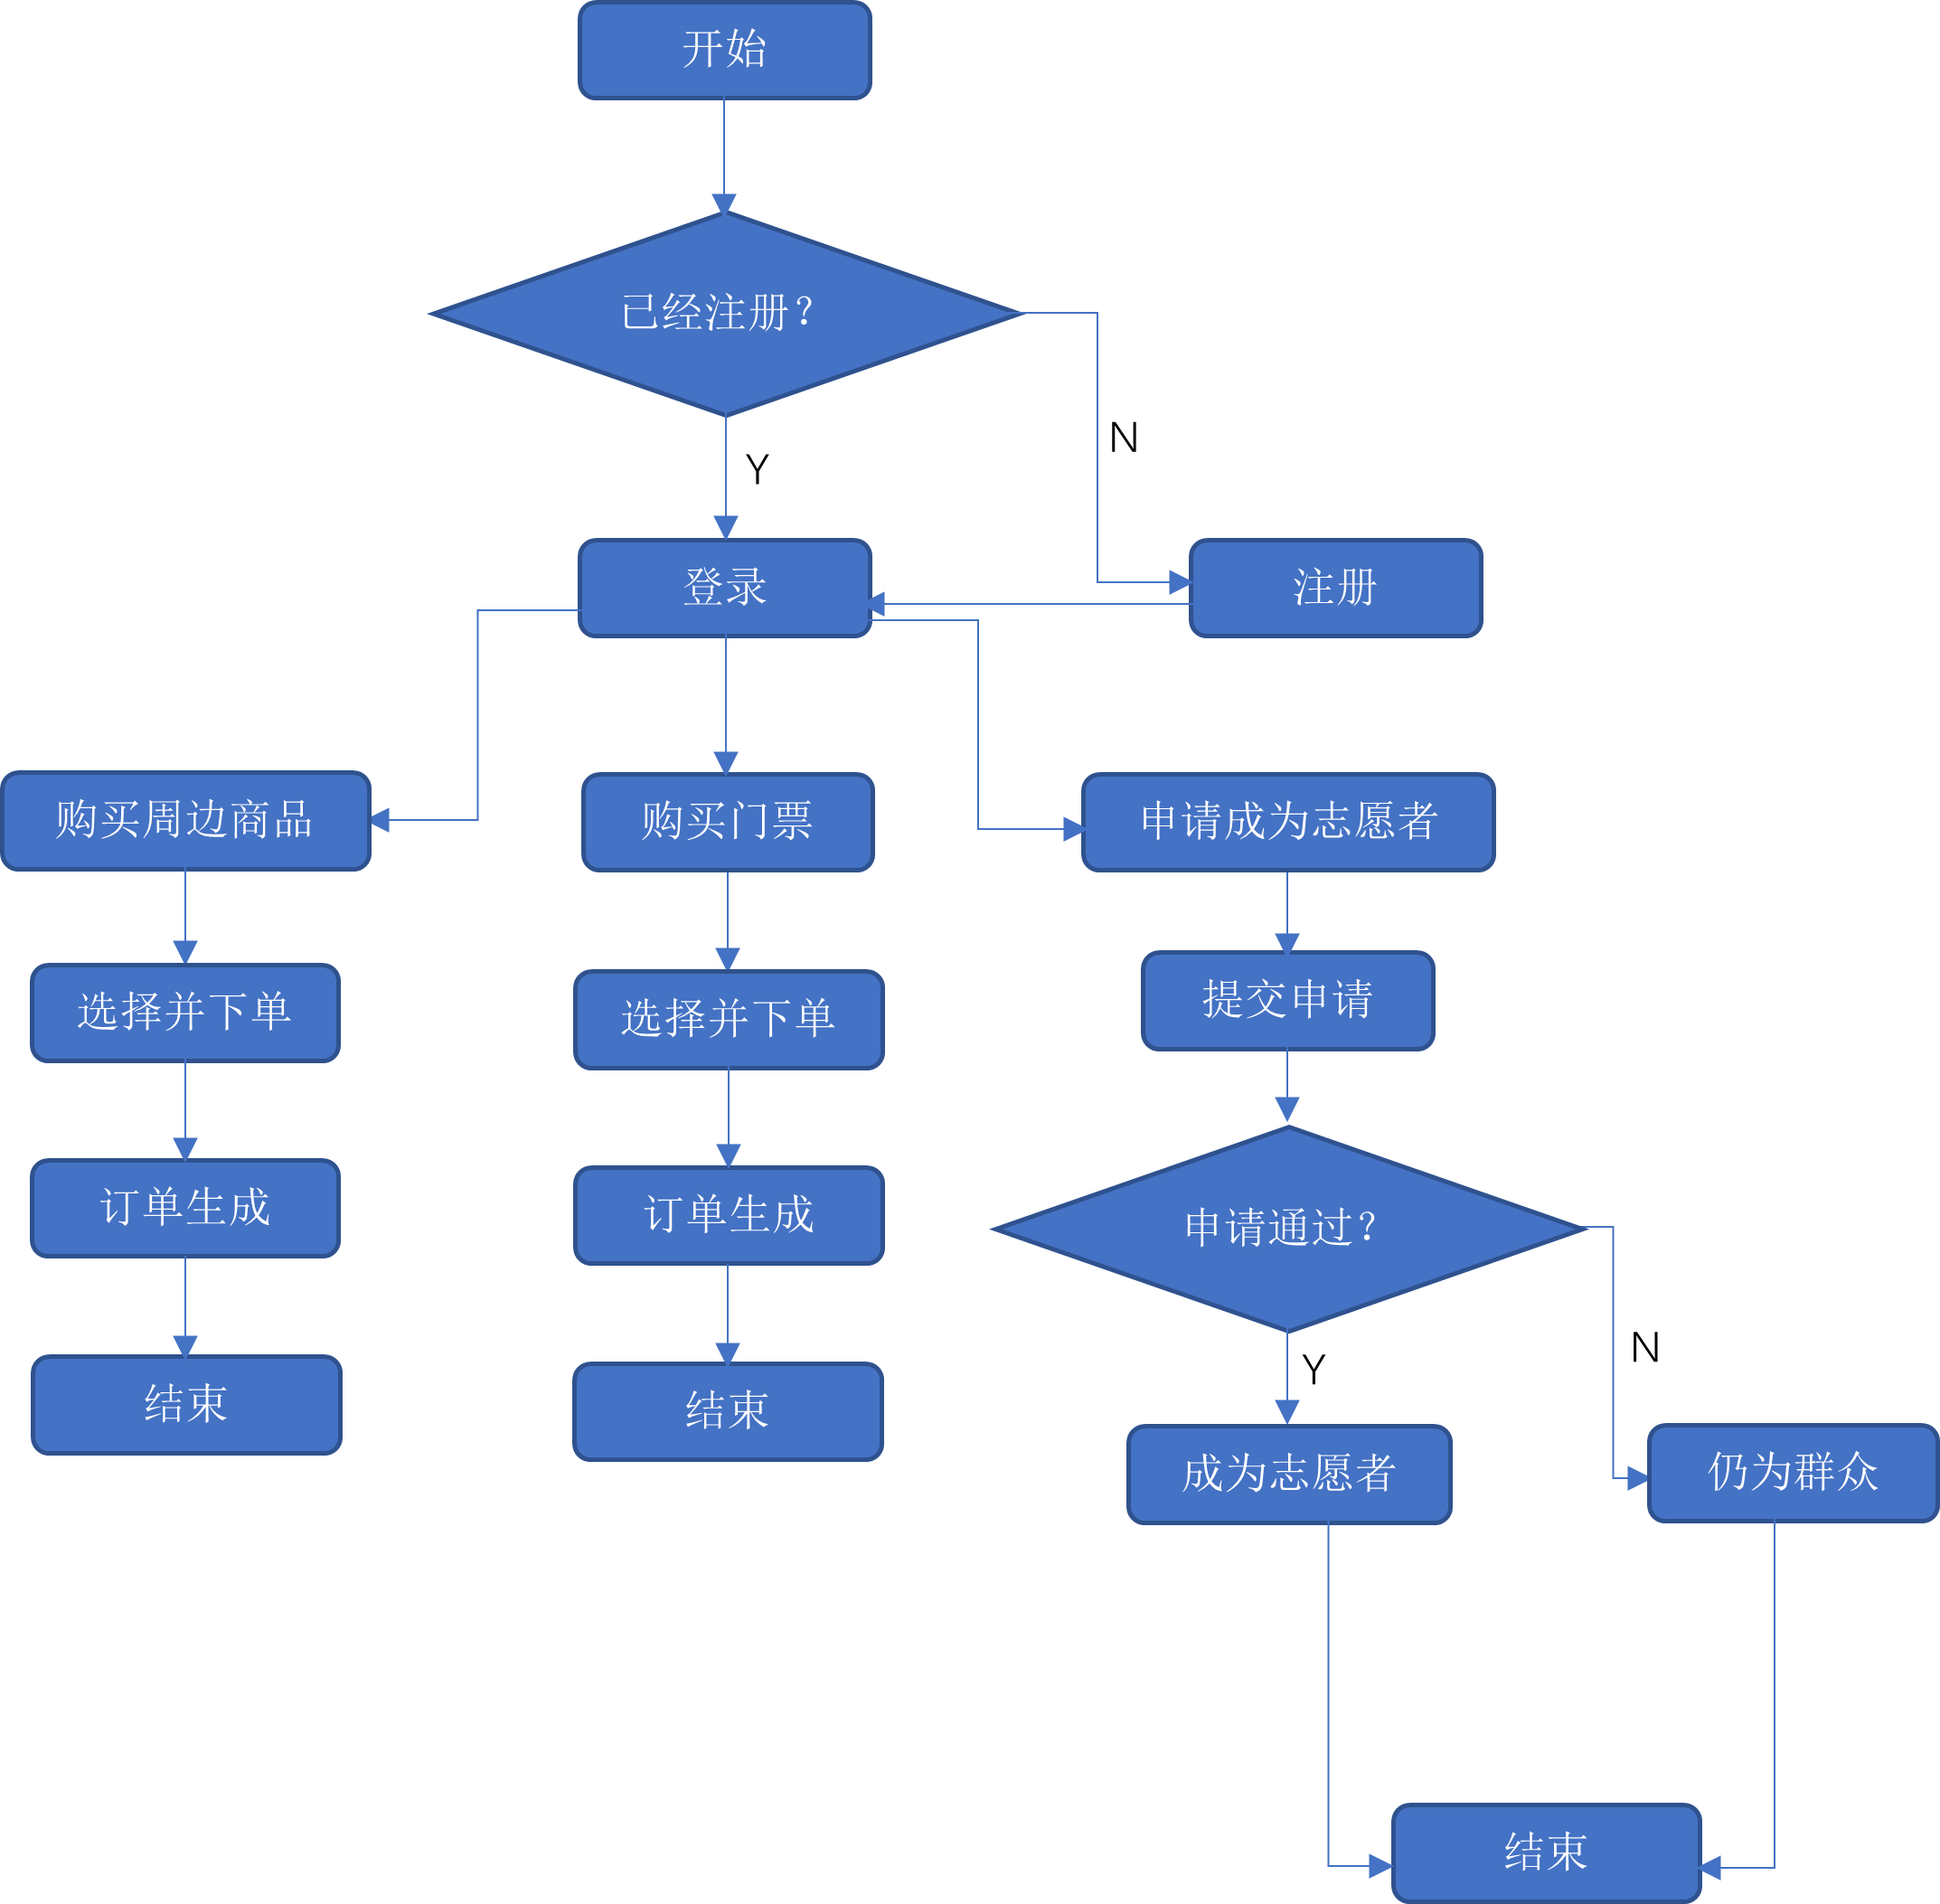 开始
已经注册？
N
Y
登录
注册
购买周边商品
购买门票
申请成为志愿者
选择并下单
选择并下单
提交申请
订单生成
订单生成
申请通过？
N
Y
结束
结束
成为志愿者
仍为群众
结束